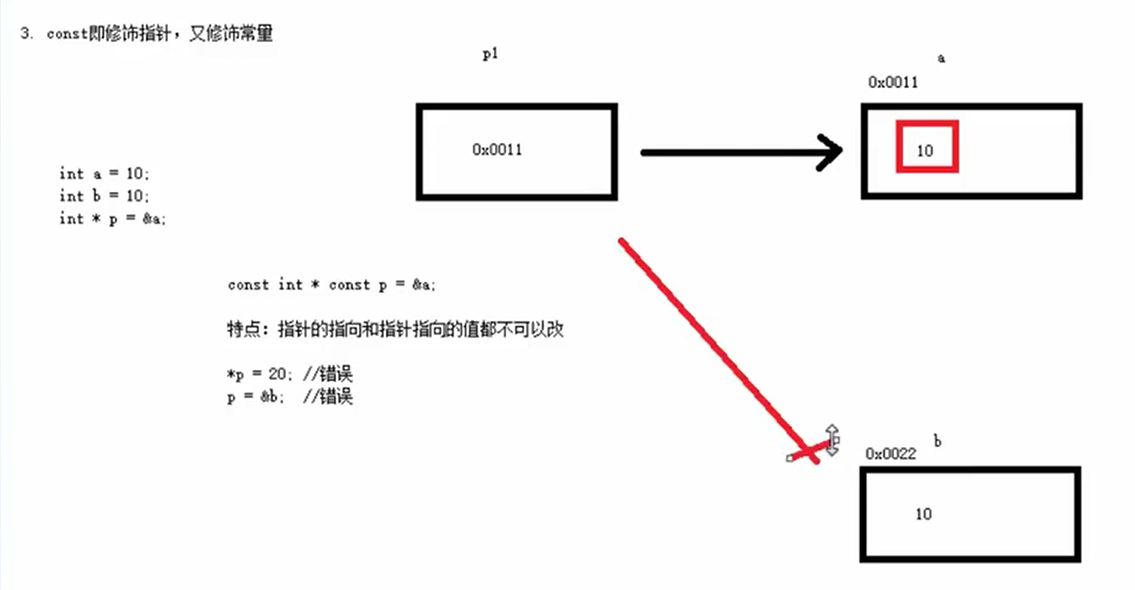 3. const即修饰指针，又修饰常量
p1
a
0x0011
0x0011
10
int a = 10;
int b = 10;
int * p = &a;
const int * const p = &a;
特点：指针的指向和指针指向的值都不可以改
*p = 20; //错误
p = &b; //错误
b
0x0022
10